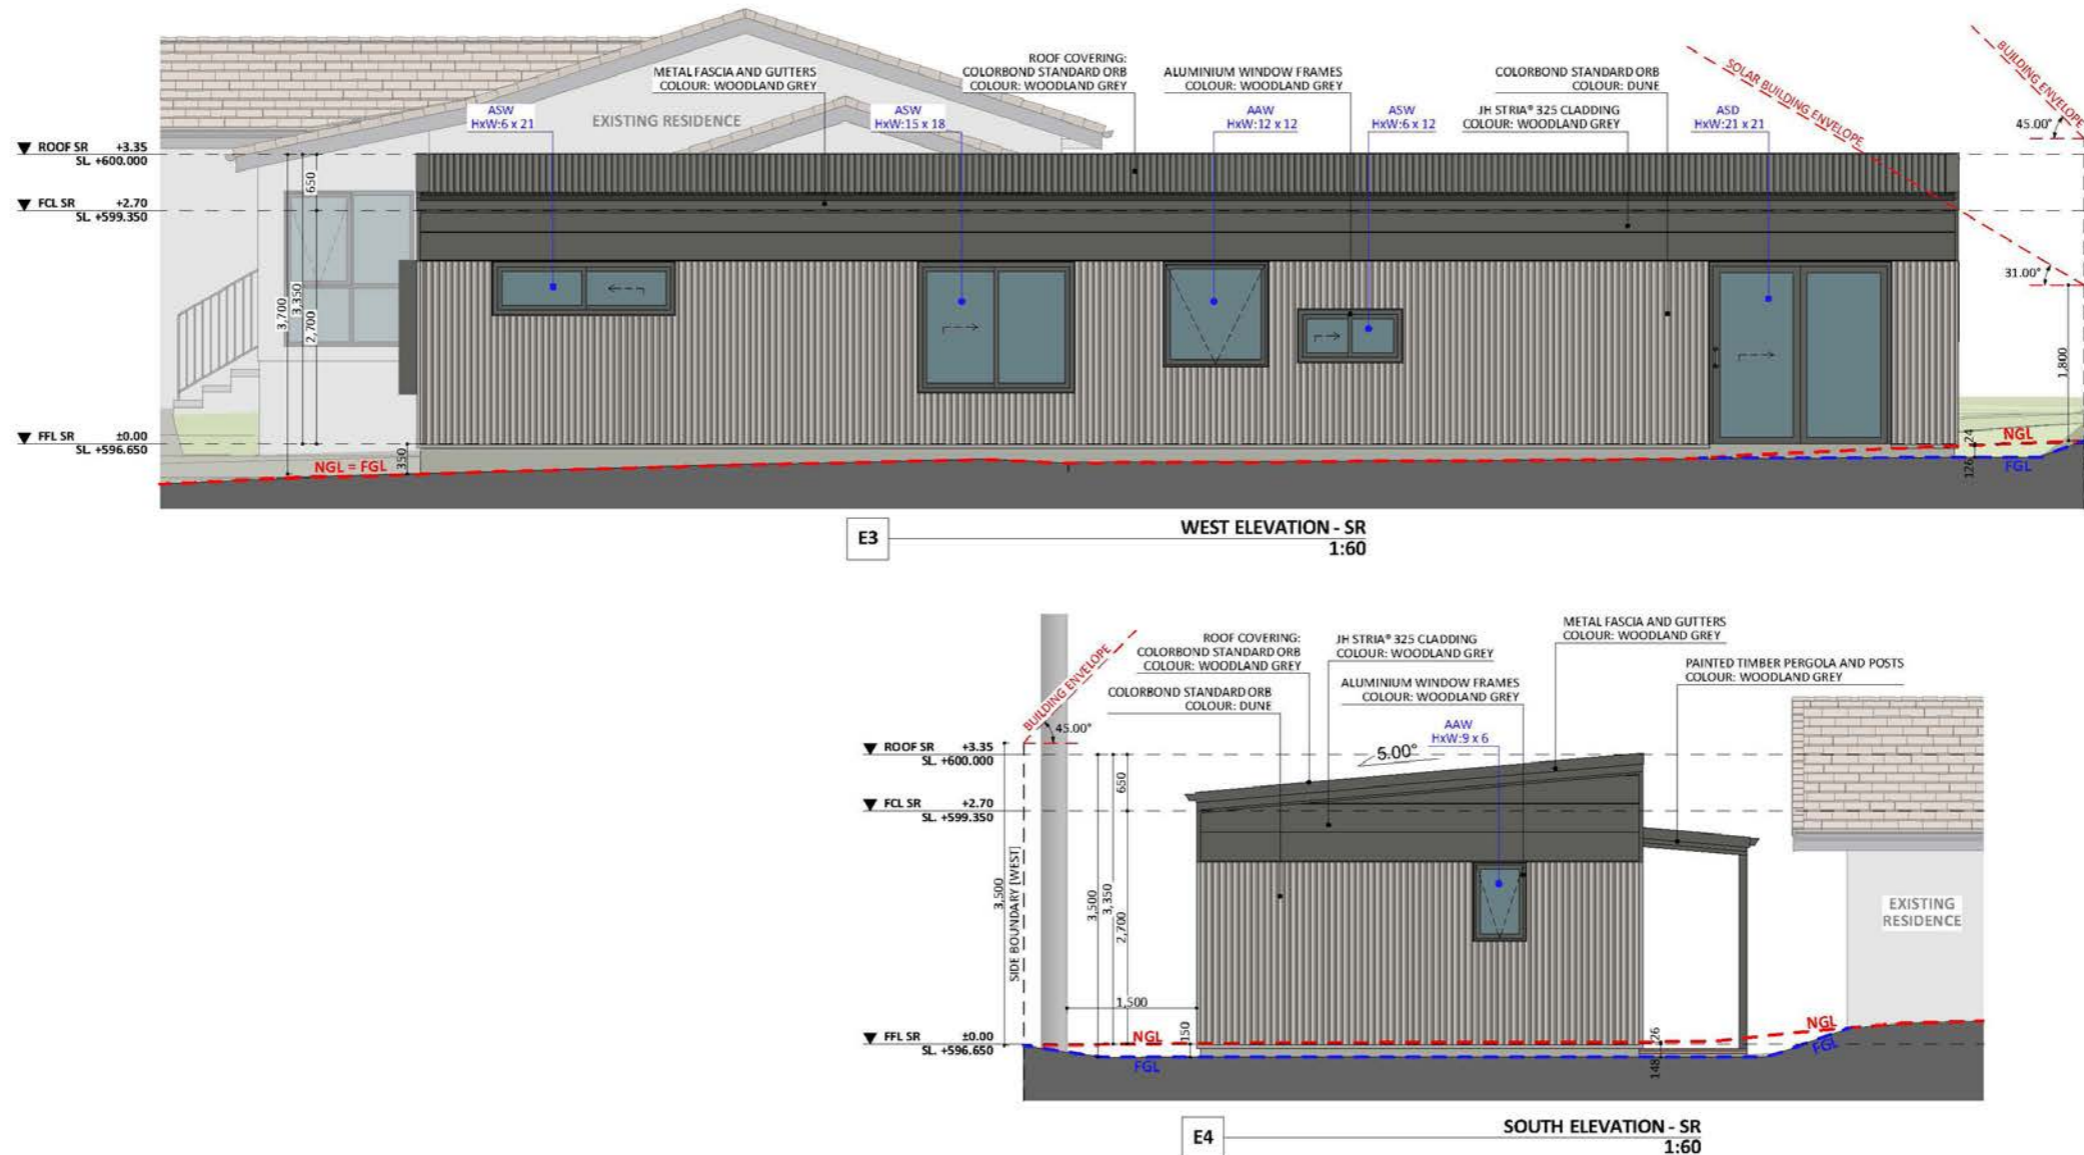 ROOF COVERING:
COLORBOND STANDARD ORB
COLOUR: WOODLAND GREY
METAL FASCIA AND GUTTERS
COLOUR: WOODLAND GREY
ALUMINIUM WINDOW FRAMES
COLOUR: WOODLAND GREY
COLORBOND STANDARD ORB
COLOUR: DUNE
JH STRIA® 325 CLADDING
COLOUR: WOODLAND GREY
SOLAR BUILDING ENVELOPE
BUILDING ENVELOPE
45.00°
31.00°
ASW
HxW:6 x 21
EXISTING RESIDENCE
ASW
HxW:15 x 18
AAW
HxW:12 x 12
ASW
HxW:6 x 12
ASD
HxW:21 x 21
ROOF SR +3.35
SL +600.000
FCL SR +2.70
SL +599.350
FFL SR ±0.00
SL +596.650
650
3,700
3,350
2,700
350
1,800
24
126
NGL = FGL
NGL
FGL
E3
WEST ELEVATION - SR
1:60
BUILDING ENVELOPE
45.00°
ROOF COVERING:
COLORBOND STANDARD ORB
COLOUR: WOODLAND GREY
COLORBOND STANDARD ORB
COLOUR: DUNE
JH STRIA® 325 CLADDING
COLOUR: WOODLAND GREY
ALUMINIUM WINDOW FRAMES
COLOUR: WOODLAND GREY
METAL FASCIA AND GUTTERS
COLOUR: WOODLAND GREY
PAINTED TIMBER PERGOLA AND POSTS
COLOUR: WOODLAND GREY
AAW
HxW:9 x 6
5.00°
ROOF SR +3.35
SL +600.000
FCL SR +2.70
SL +599.350
FFL SR ±0.00
SL +596.650
3,500
SIDE BOUNDARY [WEST]
3,500
3,350
650
2,700
1,500
150
26
148
EXISTING
RESIDENCE
NGL
FGL
NGL
FGL
E4
SOUTH ELEVATION - SR
1:60